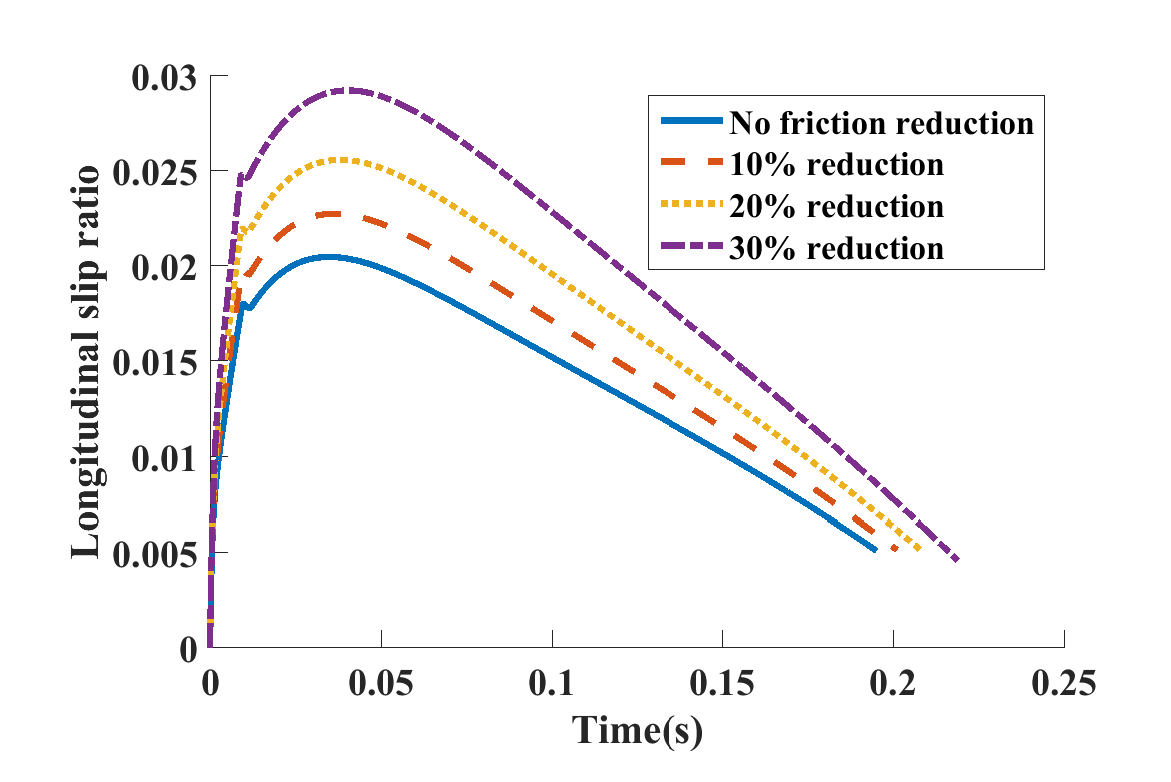 0.03
0.025
0.02
0.015
0.01
0.005
0
Longitudinal slip ratio
No friction reduction
10% reduction
20% reduction
30% reduction
0 0.05 0.1 0.15 0.2 0.25
Time(s)